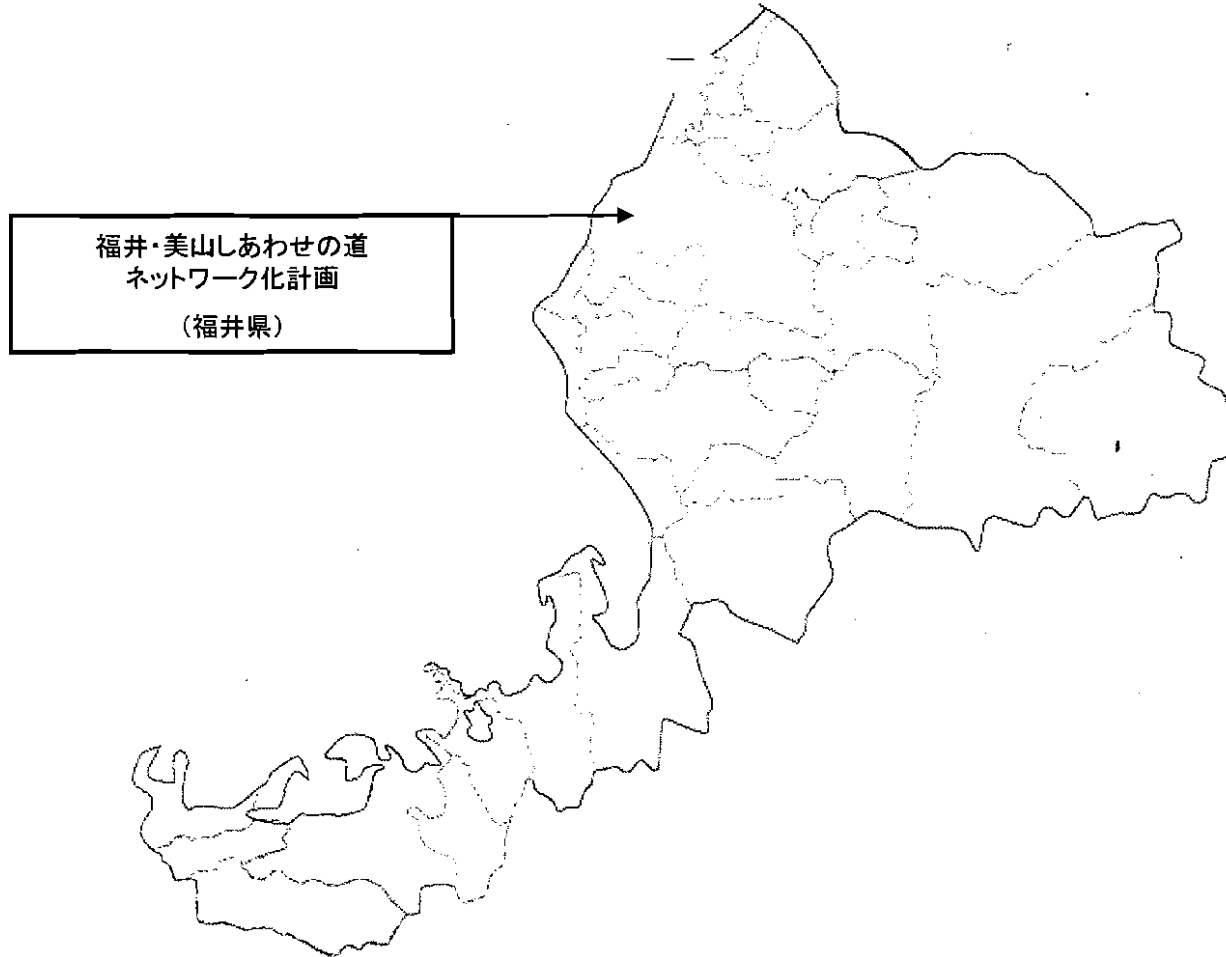 福井・美山しあわせの道
ネットワーク化計画
（福井県）